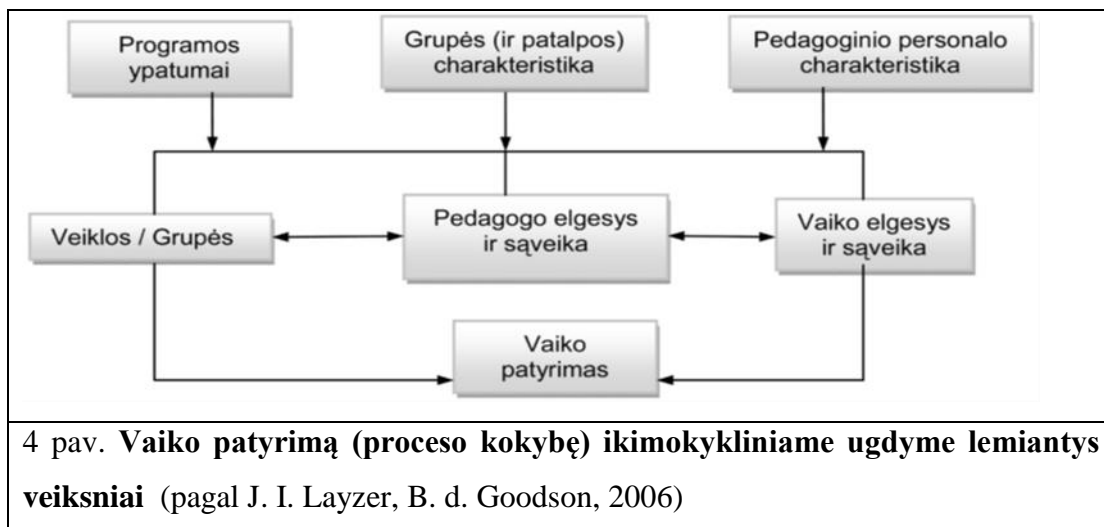 Programos
ypatumai
Grupės (ir patalpos)
charakteristika
Pedagoginio personalo
charakteristika
Veiklos / Grupės
Pedagogo elgesys
ir sąveika
Vaiko elgesys
ir sąveika
Vaiko
patyrimas
4 pav. Vaiko patyrimą (proceso kokybę) ikimokykliniame ugdyme lemiantys
veiksniai (pagal J. I. Layzer, B. d. Goodson, 2006)